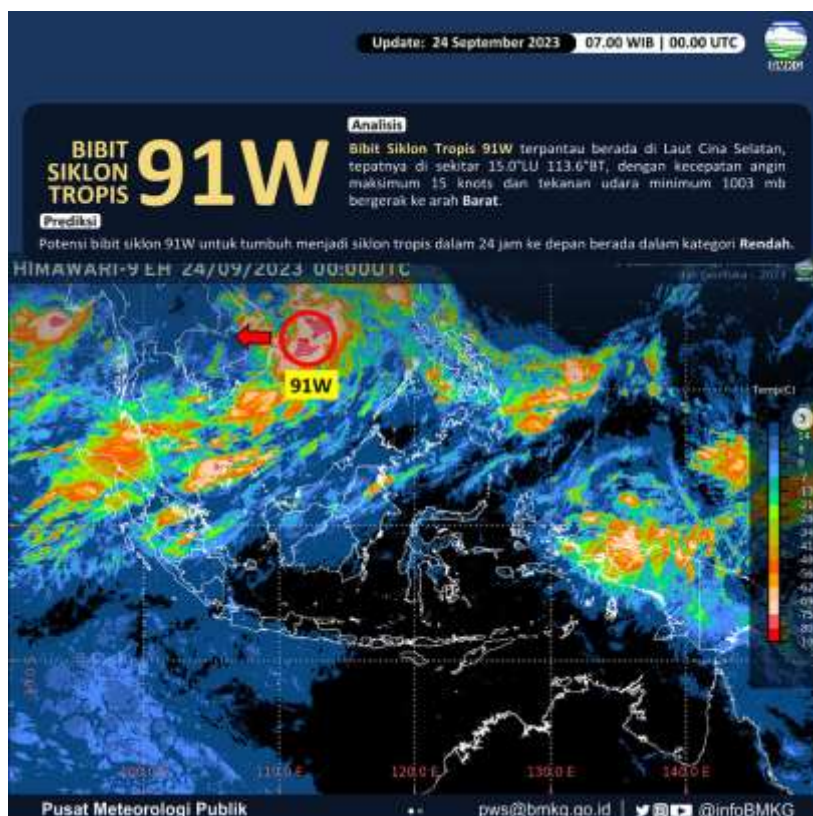 Update: 24 September 2023 07.00 WIB | 00.00 UTC
BIBIT
SIKLON
TROPIS
91W
Analisis
Bibit Siklon Tropis 91W terpantau berada di Laut Cina Selatan,
tepatnya di sekitar 15.0°LU 113.6°BT, dengan kecepatan angin
maksimum 15 knots dan tekanan udara minimum 1003 mb
bergerak ke arah Barat.
Prediksi
Potensi bibit siklon 91W untuk tumbuh menjadi siklon tropis dalam 24 jam ke depan berada dalam kategori Rendah.
HIMAWARI-9 EH 24/09/2023 00:00UTC
91W
Temp(C)
14
-13
-21
-80
110.0 E
120.0 E
130.0 E
140.0 E
Pusat Meteorologi Publik
pws@bmkg.go.id | @infoBMKG